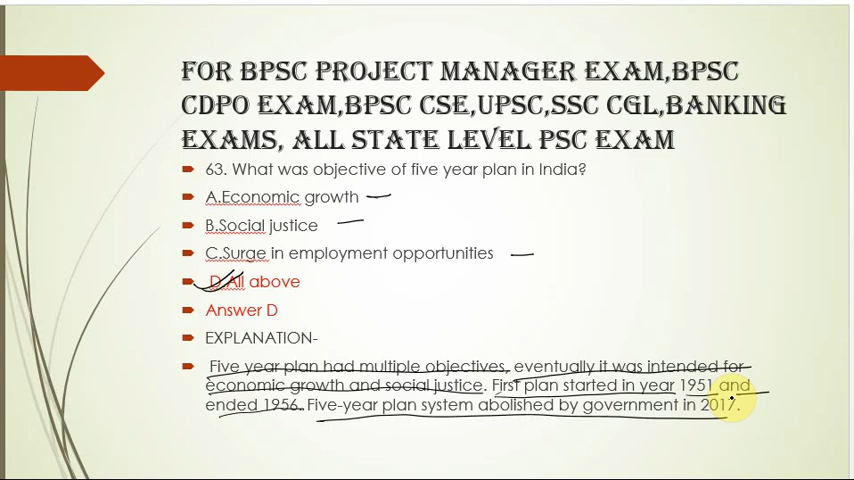 FOR BPSC PROJECT MANAGER EXAM,BPSC
CDPO EXAM,BPSC CSE,UPSC,SSC CGL,BANKING
EXAMS, ALL STATE LEVEL PSC EXAM
63. What was objective of five year plan in India?
A.Economic growth
B.Social justice
C.Surge in employment opportunities
D.All above
Answer D
EXPLANATION-
Five year plan had multiple objectives, eventually it was intended for
economic growth and social justice. First plan started in year 1951 and
ended 1956. Five-year plan system abolished by government in 2017.